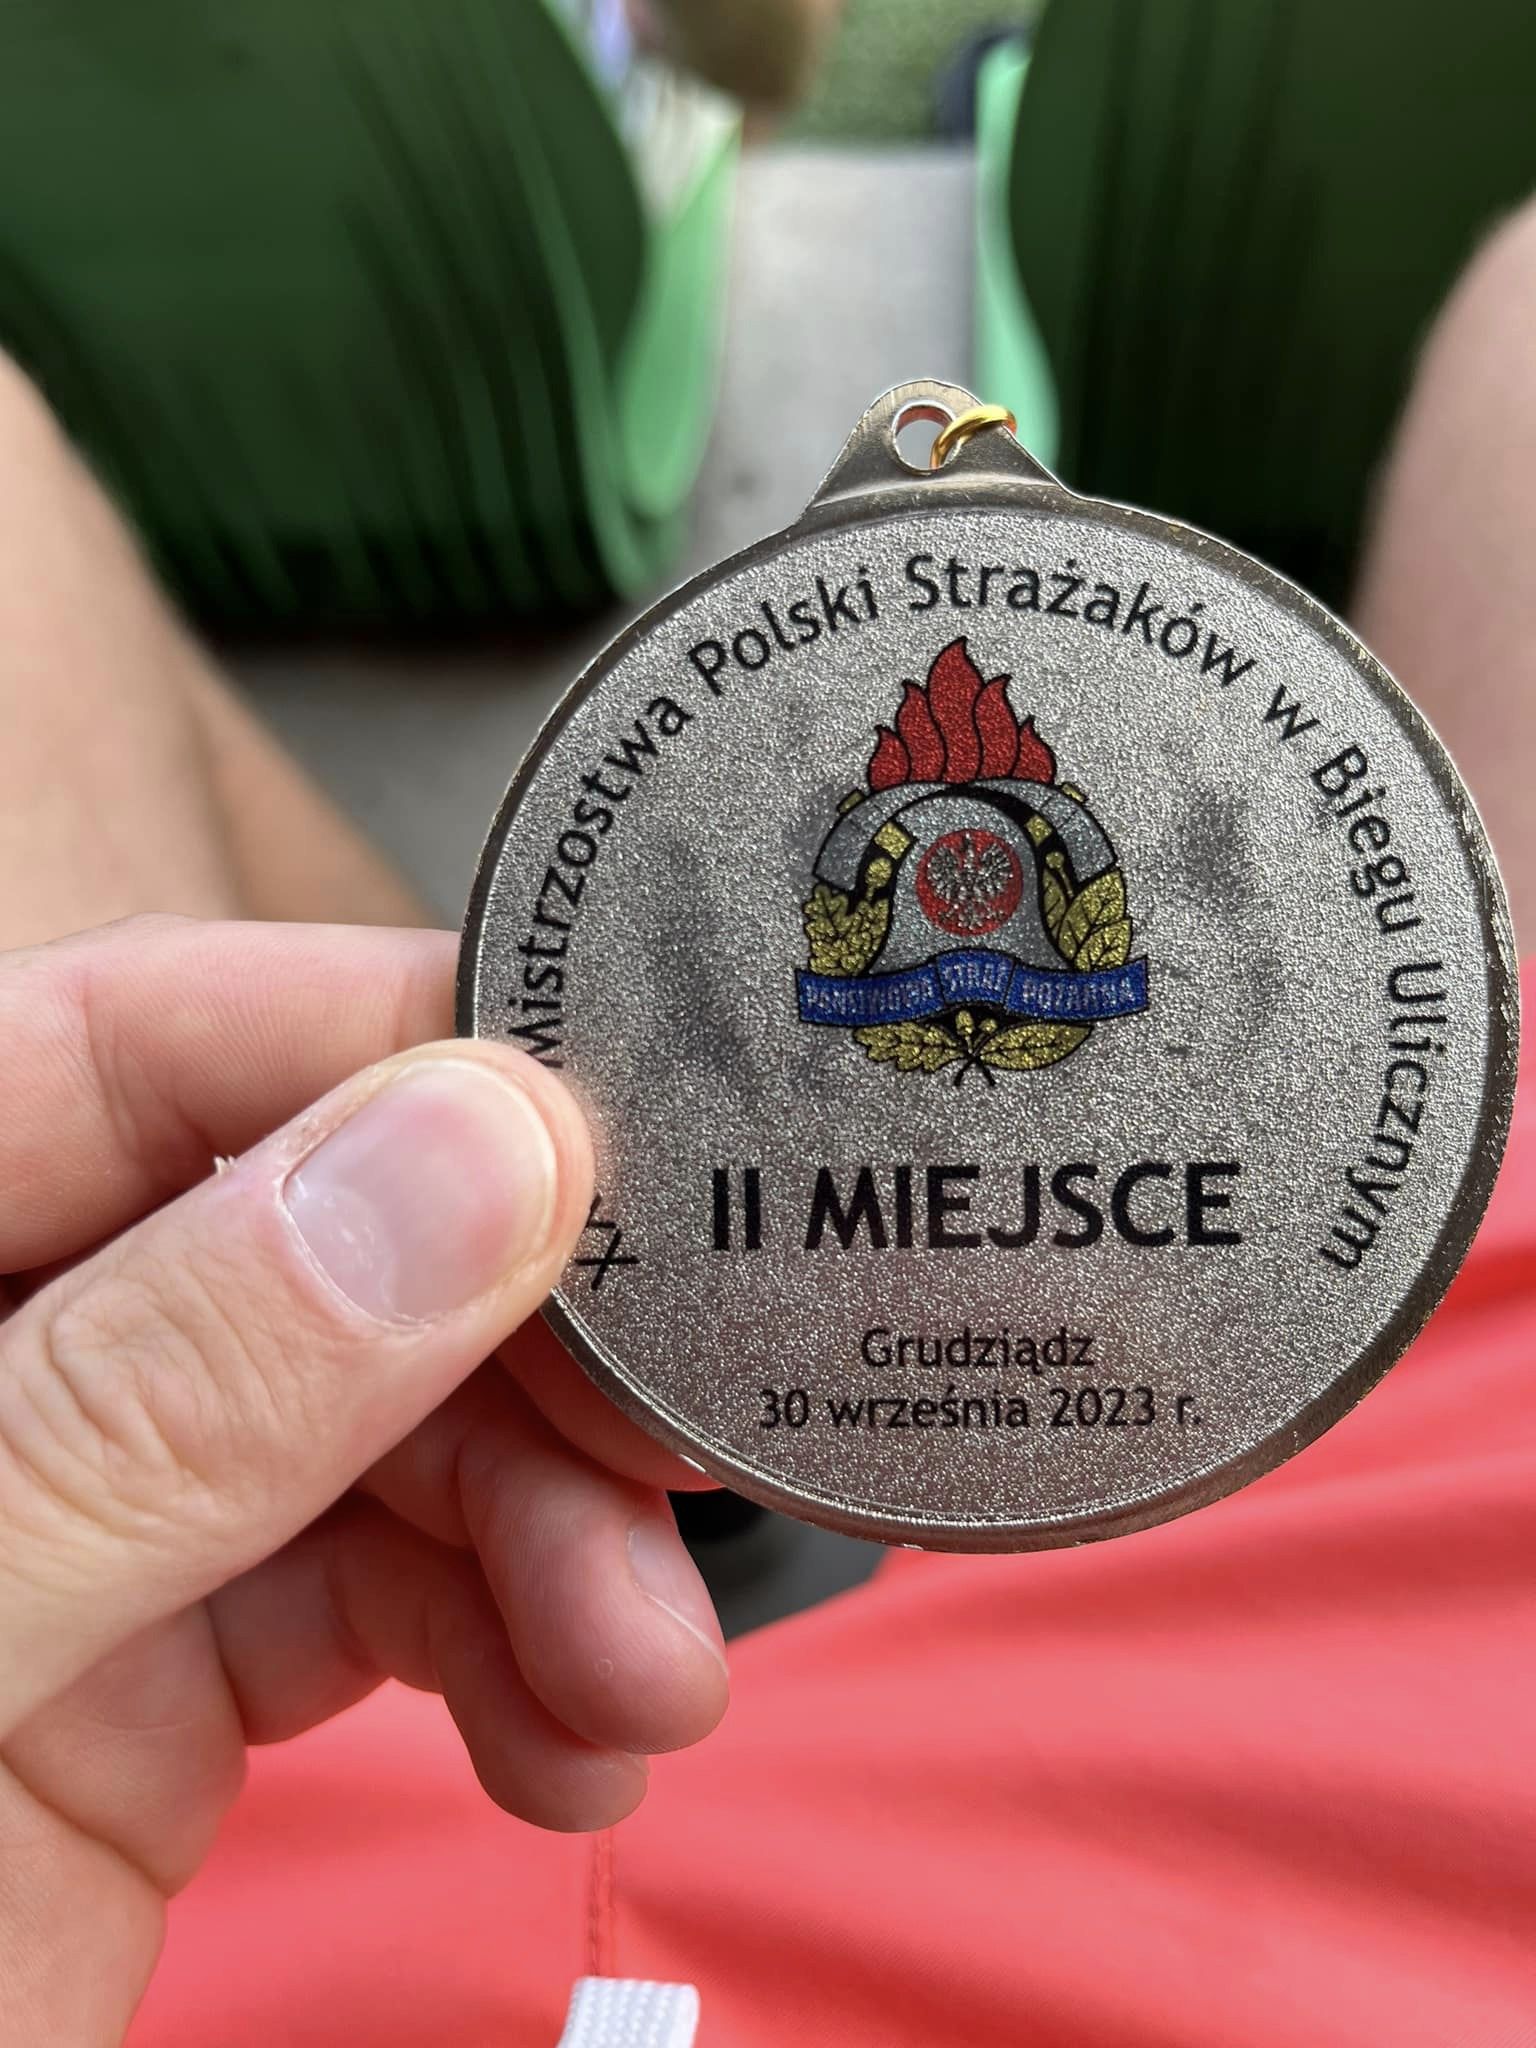 Mistrzostwa Polski Strażaków w Biegu Ulicznym
PAŃSTWOWA STRAŻ POŻARNA
II MIEJSCE
Grudziądz
30 września 2023 r.